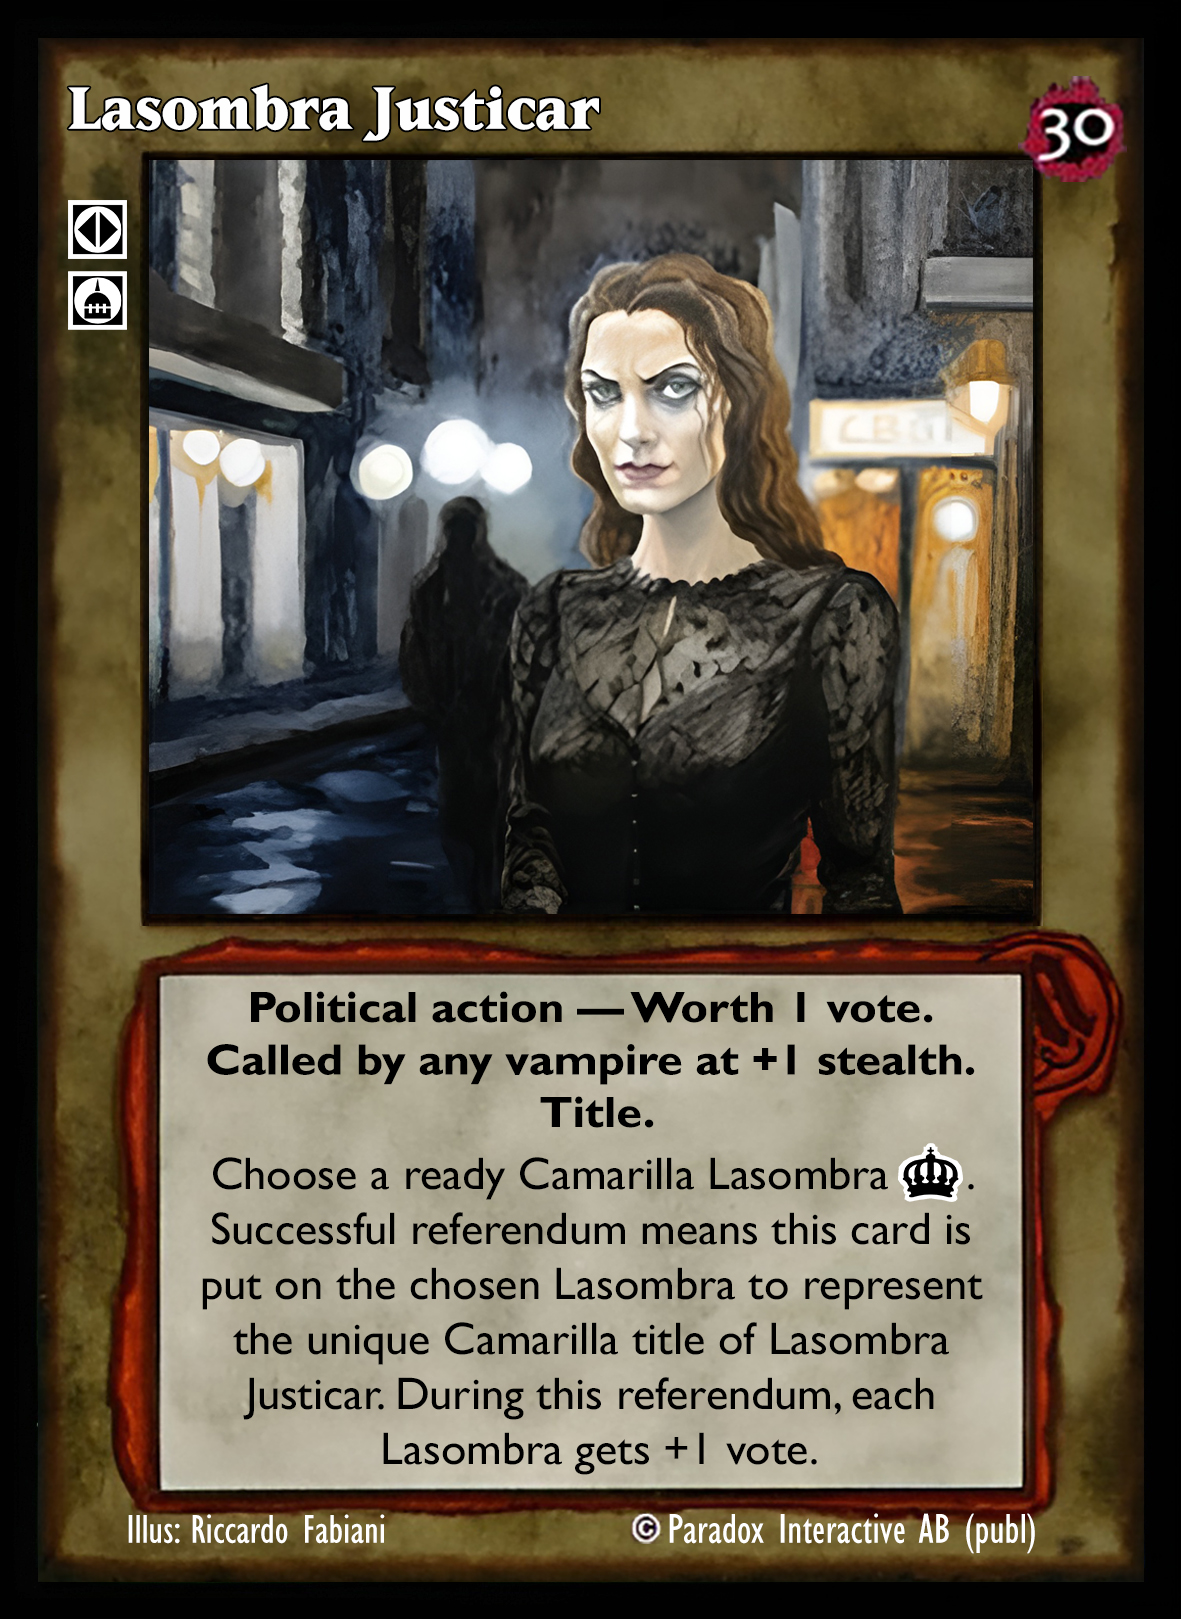 Lasombra Justicar
30
Political action — Worth 1 vote.
Called by any vampire at +1 stealth.
Title.
Choose a ready Camarilla Lasombra .
Successful referendum means this card is
put on the chosen Lasombra to represent
the unique Camarilla title of Lasombra
Justicar. During this referendum, each
Lasombra gets +1 vote.
Illus: Riccardo Fabiani
© Paradox Interactive AB (publ)